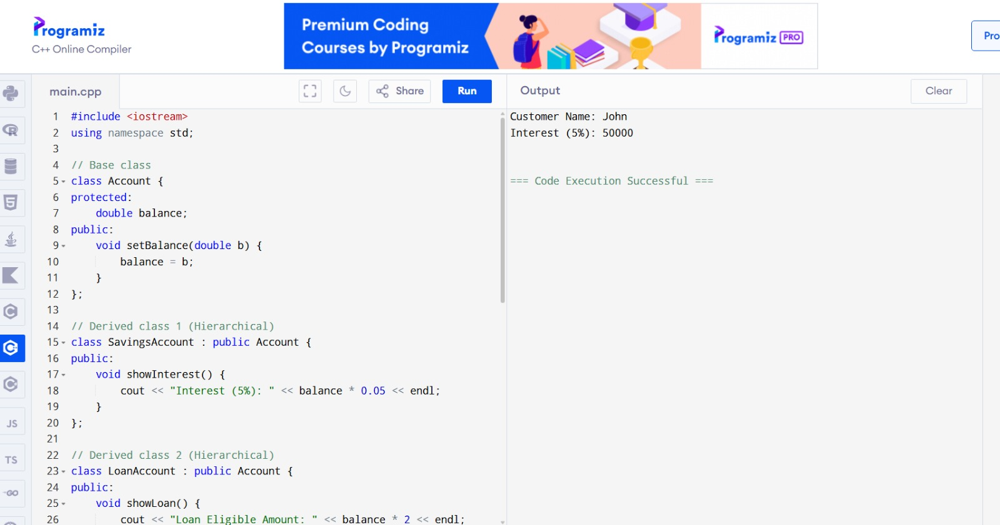 Programiz
C++ Online Compiler
Premium Coding
Courses by Programiz
Programiz PRO
Pro
main.cpp
Share
Run
Output
Clear
1 #include <iostream>
2 using namespace std;
3
4 // Base class
5 class Account {
6 protected:
7     double balance;
8 public:
9     void setBalance(double b) {
10         balance = b;
11     }
12 };
13
14 // Derived class 1 (Hierarchical)
15 class SavingsAccount : public Account {
16 public:
17     void showInterest() {
18         cout << "Interest (5%): " << balance * 0.05 << endl;
19     }
20 };
21
22 // Derived class 2 (Hierarchical)
23 class LoanAccount : public Account {
24 public:
25     void showLoan() {
26         cout << "Loan Eligible Amount: " << balance * 2 << endl;
Customer Name: John
Interest (5%): 50000
=== Code Execution Successful ===
R
5
C
C
C
JS
TS
GO